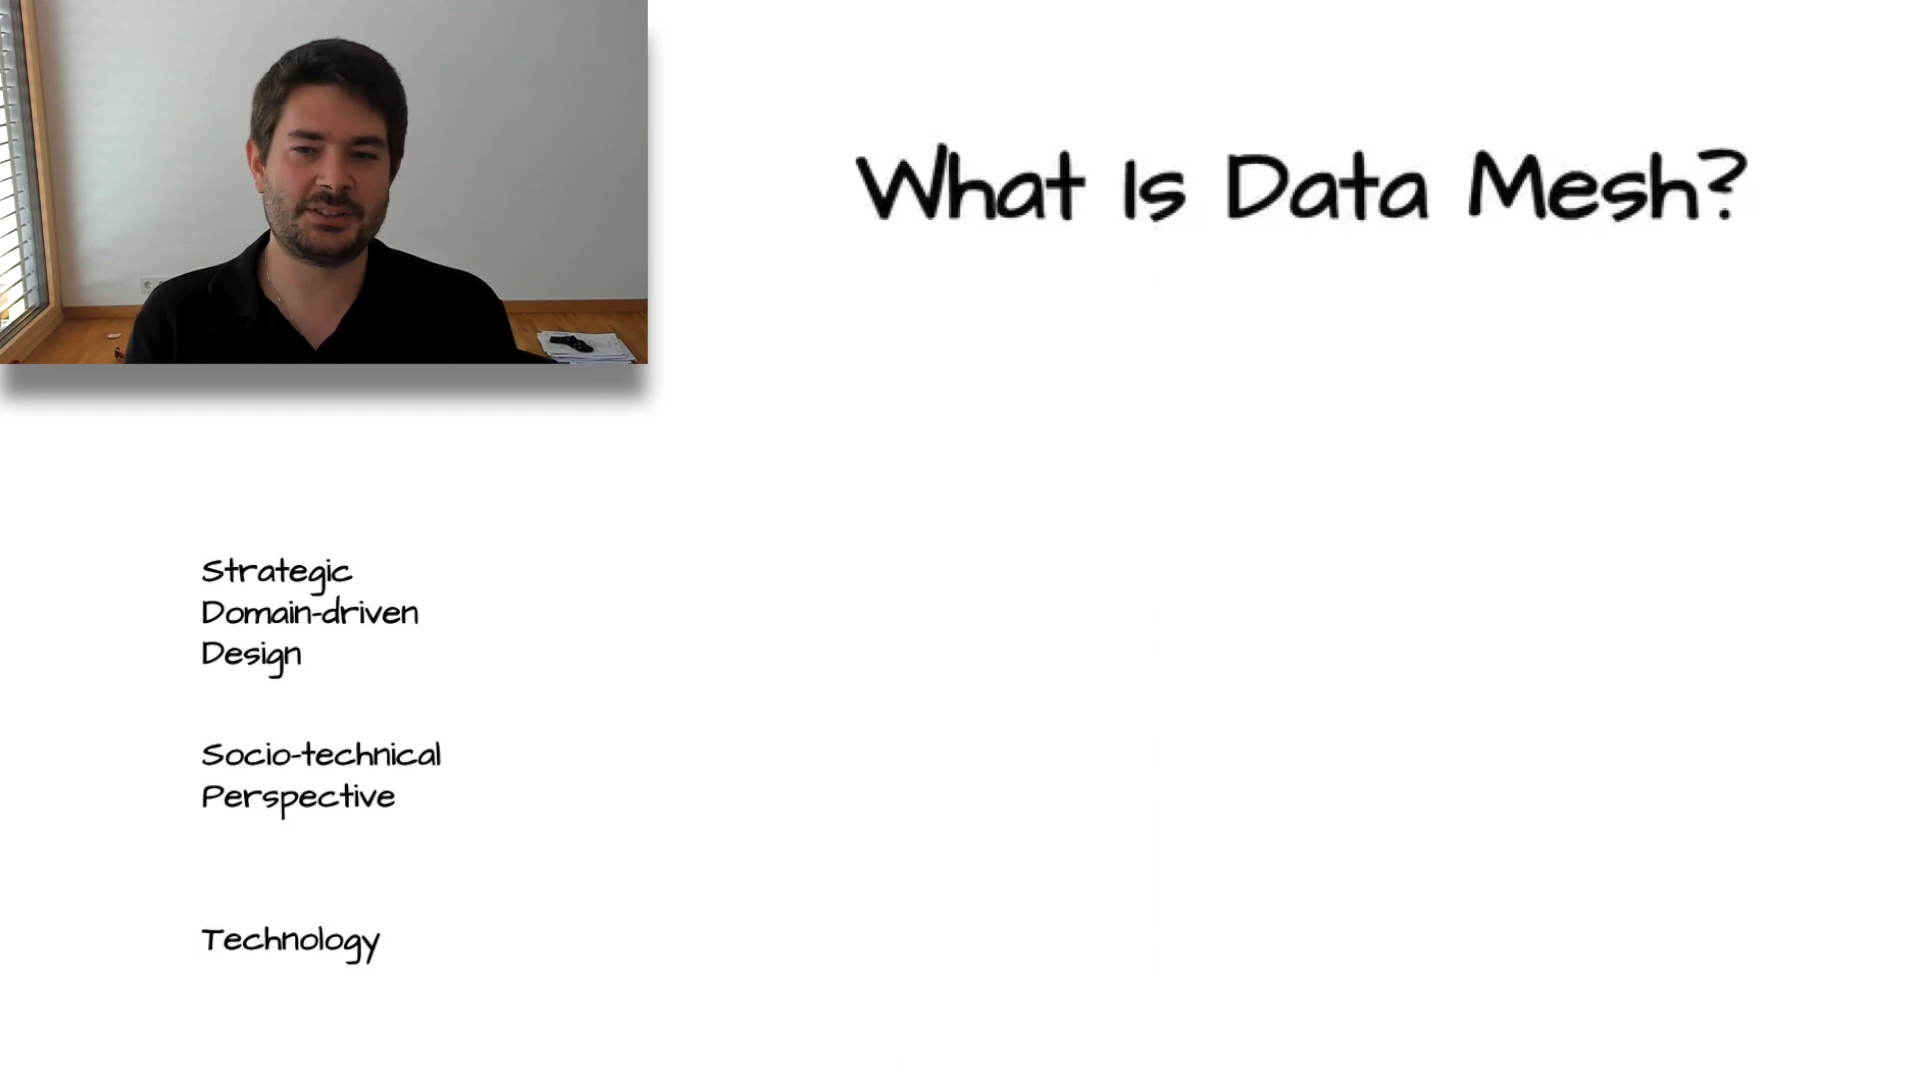 What Is Data Mesh?
Strategic
Domain-driven
Design
Socio-technical
Perspective
Technology